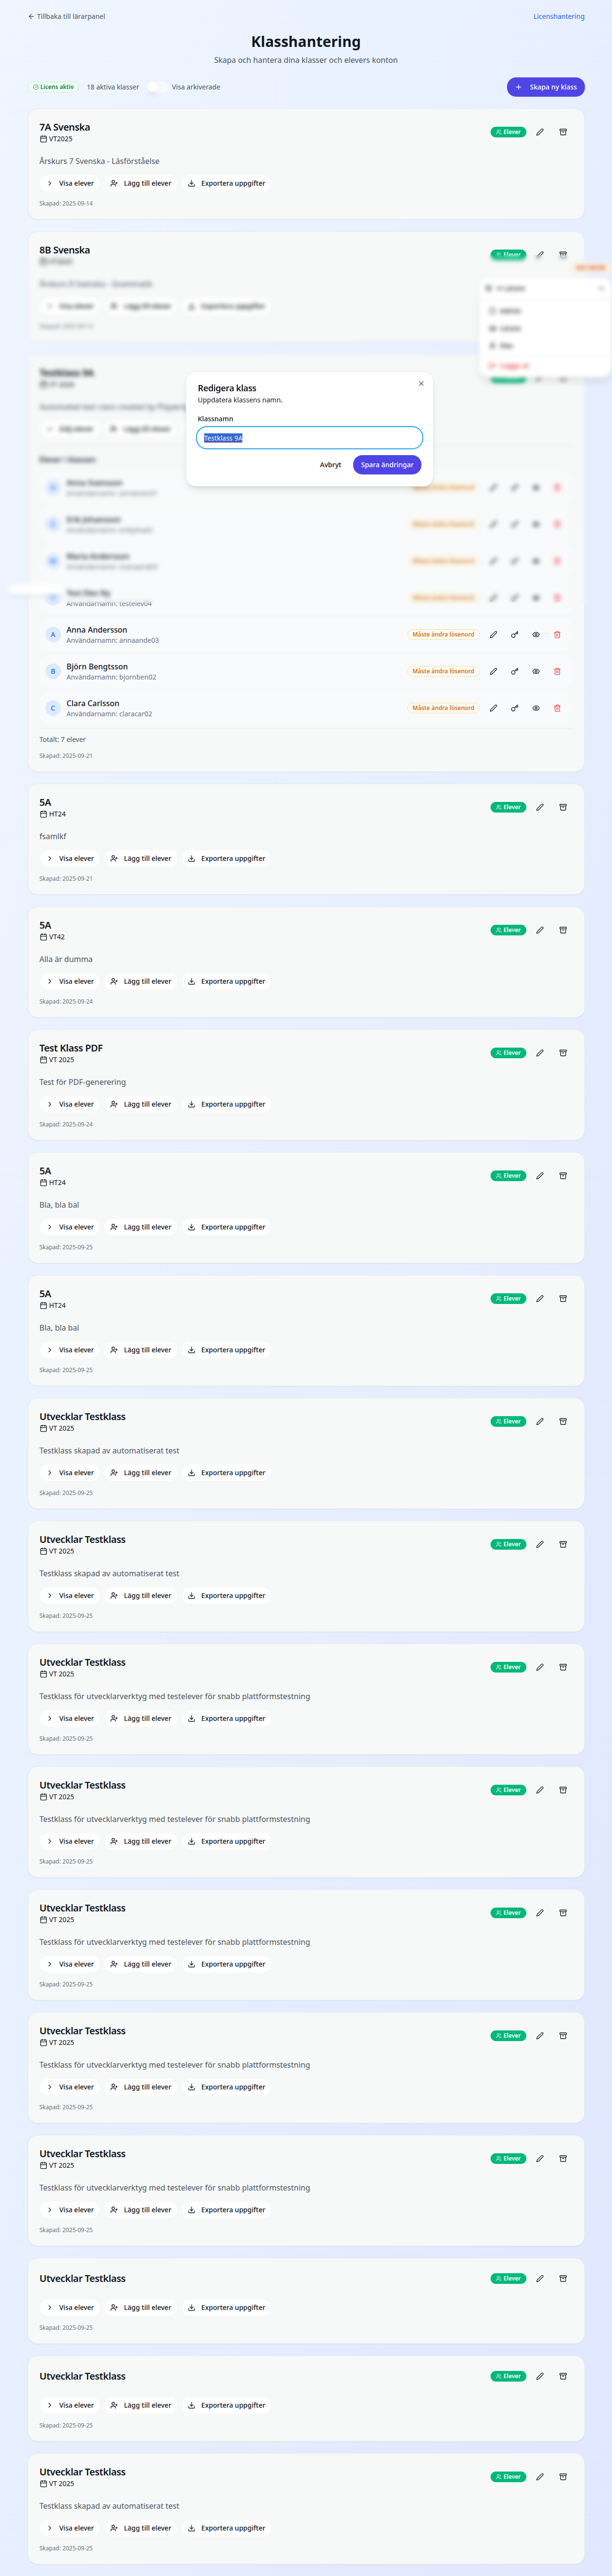 Tillbaka till lärarpanel
Licenshantering
Klasshantering
Skapa och hantera dina klasser och elevers konton
Licens aktiv
18 aktiva klasser
Visa arkiverade
Skapa ny klass
7A Svenska
Elever
VT2025
Årskurs 7 Svenska - Läsförståelse
Visa elever
Lägg till elever
Exportera uppgifter
Skapad: 2025-09-14
8B Svenska
Elever
Testklass 9A
Redigera klass
Uppdatera klassens namn.
Klassnamn
Testklass 9A
Avbryt
Spara ändringar
Anna Svensson
Erik Johansson
Maria Andersson
Användarnamn: testelev04
Anna Andersson
Användarnamn: annaande03
Måste ändra lösenord
Björn Bengtsson
Användarnamn: bjornben02
Måste ändra lösenord
Clara Carlsson
Användarnamn: claracar02
Måste ändra lösenord
Totalt: 7 elever
Skapad: 2025-09-21
5A
Elever
HT24
fsamlkf
Visa elever
Lägg till elever
Exportera uppgifter
Skapad: 2025-09-21
5A
Elever
VT42
Alla är dumma
Visa elever
Lägg till elever
Exportera uppgifter
Skapad: 2025-09-24
Test Klass PDF
Elever
VT 2025
Test för PDF-generering
Visa elever
Lägg till elever
Exportera uppgifter
Skapad: 2025-09-24
5A
Elever
HT24
Bla, bla bal
Visa elever
Lägg till elever
Exportera uppgifter
Skapad: 2025-09-25
5A
Elever
HT24
Bla, bla bal
Visa elever
Lägg till elever
Exportera uppgifter
Skapad: 2025-09-25
Utvecklar Testklass
Elever
VT 2025
Testklass skapad av automatiserat test
Visa elever
Lägg till elever
Exportera uppgifter
Skapad: 2025-09-25
Utvecklar Testklass
Elever
VT 2025
Testklass skapad av automatiserat test
Visa elever
Lägg till elever
Exportera uppgifter
Skapad: 2025-09-25
Utvecklar Testklass
Elever
VT 2025
Testklass för utvecklarverktyg med testelever för snabb plattformstestning
Visa elever
Lägg till elever
Exportera uppgifter
Skapad: 2025-09-25
Utvecklar Testklass
Elever
VT 2025
Testklass för utvecklarverktyg med testelever för snabb plattformstestning
Visa elever
Lägg till elever
Exportera uppgifter
Skapad: 2025-09-25
Utvecklar Testklass
Elever
VT 2025
Testklass för utvecklarverktyg med testelever för snabb plattformstestning
Visa elever
Lägg till elever
Exportera uppgifter
Skapad: 2025-09-25
Utvecklar Testklass
Elever
VT 2025
Testklass för utvecklarverktyg med testelever för snabb plattformstestning
Visa elever
Lägg till elever
Exportera uppgifter
Skapad: 2025-09-25
Utvecklar Testklass
Elever
VT 2025
Testklass för utvecklarverktyg med testelever för snabb plattformstestning
Visa elever
Lägg till elever
Exportera uppgifter
Skapad: 2025-09-25
Utvecklar Testklass
Elever
Visa elever
Lägg till elever
Exportera uppgifter
Skapad: 2025-09-25
Utvecklar Testklass
Elever
Visa elever
Lägg till elever
Exportera uppgifter
Skapad: 2025-09-25
Utvecklar Testklass
Elever
VT 2025
Testklass skapad av automatiserat test
Visa elever
Lägg till elever
Exportera uppgifter
Skapad: 2025-09-25